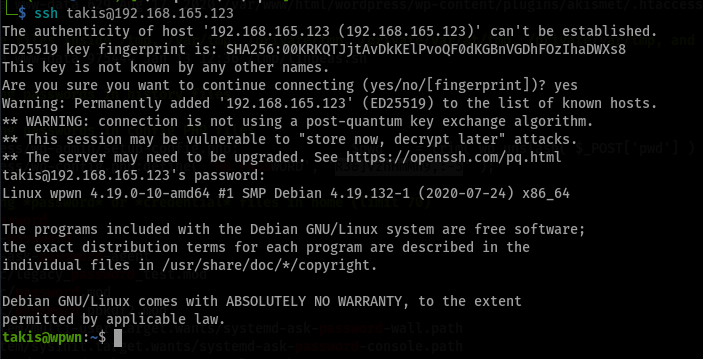 $ ssh takis@192.168.165.123
The authenticity of host '192.168.165.123 (192.168.165.123)' can't be established.
ED25519 key fingerprint is: SHA256:00KRKQTJjtAvDkKElPvoQF0dKGBnVGDhFOzIhaDWXs8
This key is not known by any other names.
Are you sure you want to continue connecting (yes/no/[fingerprint])? yes
Warning: Permanently added '192.168.165.123' (ED25519) to the list of known hosts.
** WARNING: connection is not using a post-quantum key exchange algorithm.
** This session may be vulnerable to "store now, decrypt later" attacks.
** The server may need to be upgraded. See https://openssh.com/pq.html
takis@192.168.165.123's password:
Linux wpwn 4.19.0-10-amd64 #1 SMP Debian 4.19.132-1 (2020-07-24) x86_64

The programs included with the Debian GNU/Linux system are free software;
the exact distribution terms for each program are described in the
individual files in /usr/share/doc/*/copyright.

Debian GNU/Linux comes with ABSOLUTELY NO WARRANTY, to the extent
permitted by applicable law.
takis@wpwn:~$